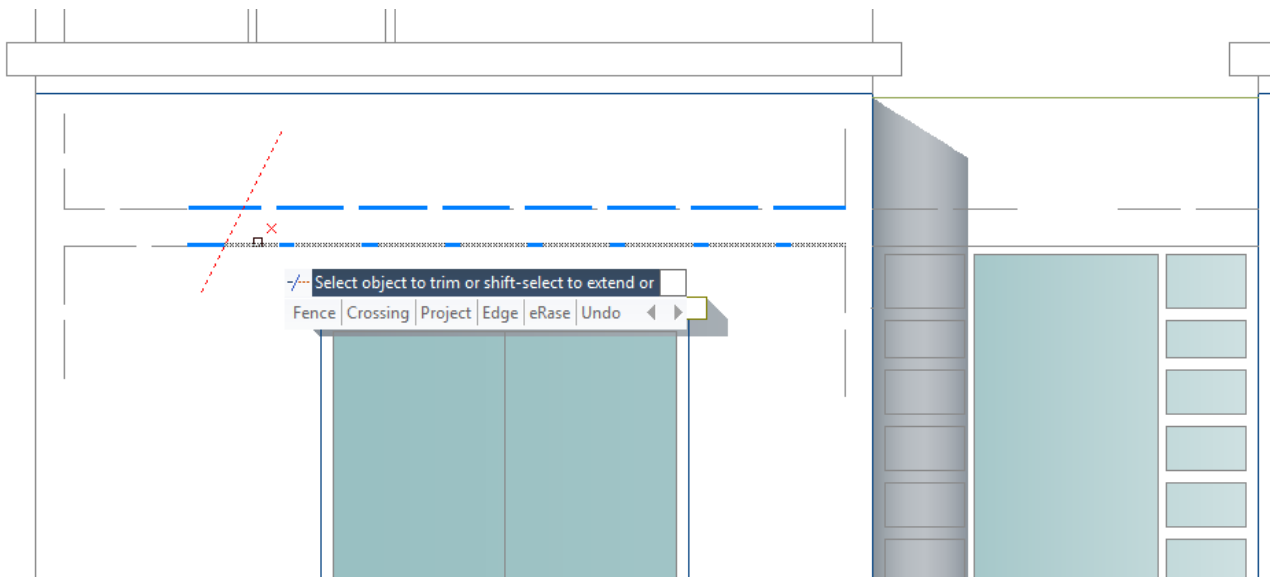 Select object to trim or shift-select to extend or
Fence Crossing Project Edge eRase Undo